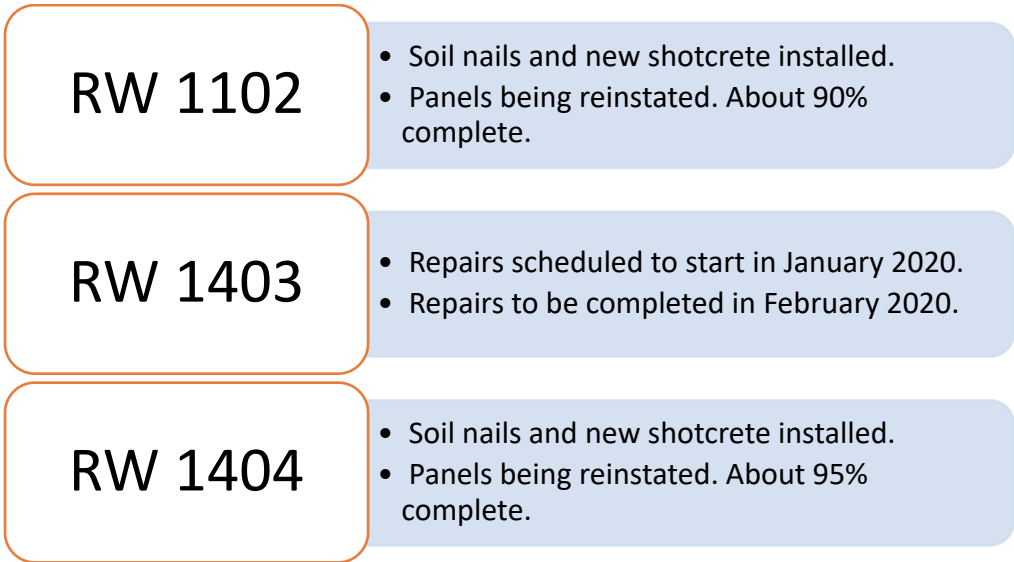 RW 1102
• Soil nails and new shotcrete installed.
• Panels being reinstated. About 90%
complete.
RW 1403
• Repairs scheduled to start in January 2020.
• Repairs to be completed in February 2020.
RW 1404
• Soil nails and new shotcrete installed.
• Panels being reinstated. About 95%
complete.